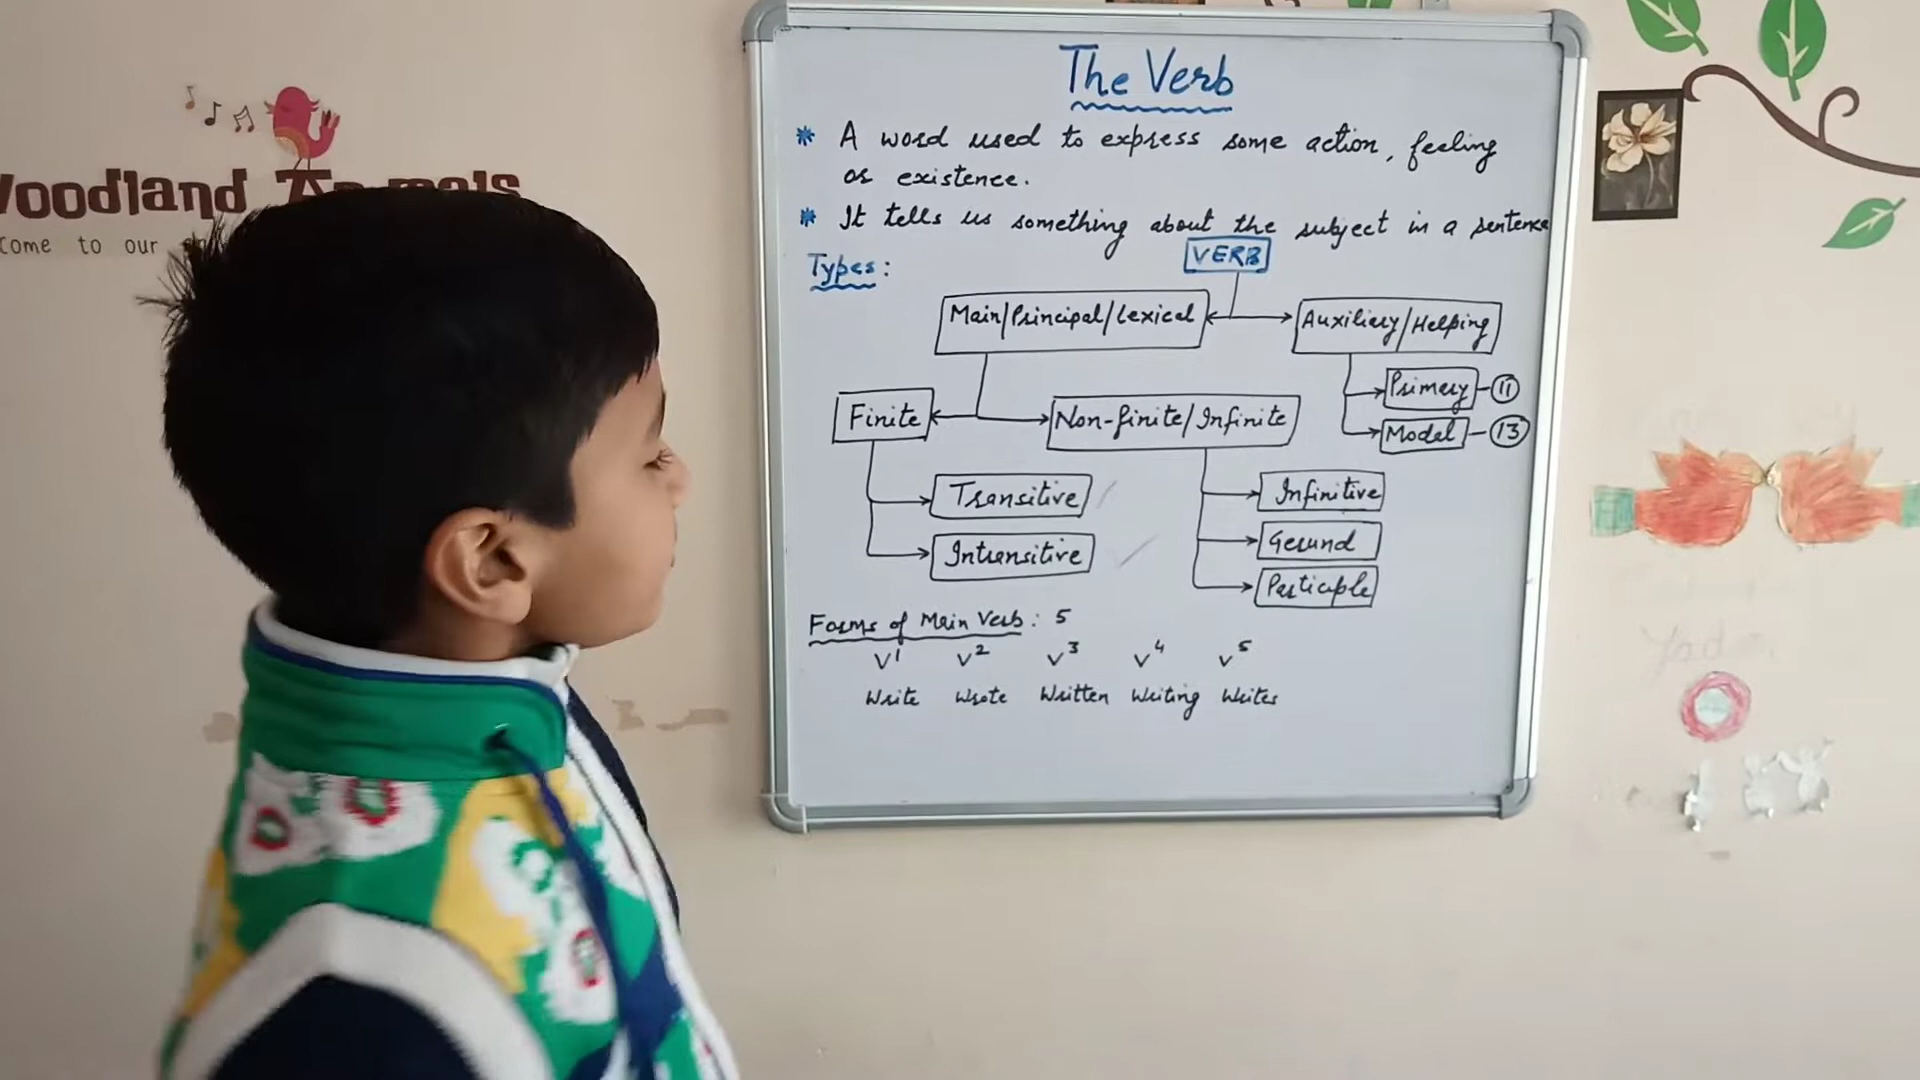 Woodland
Come to our
The Verb
* A word used to express some action, feeling
or existence.
* It tells us something about the subject in a sentence
Types:
VERB
Main/Principal/Lexical
Auxiliary/Helping
Primary - 11
Model - 13
Finite
Non-finite/Infinite
Transitive
Intransitive
Infinitive
Gerund
Participle
Forms of Main Verb: 5
V1 V2 V3 V4 V5
Write Wrote Written Writing Writes